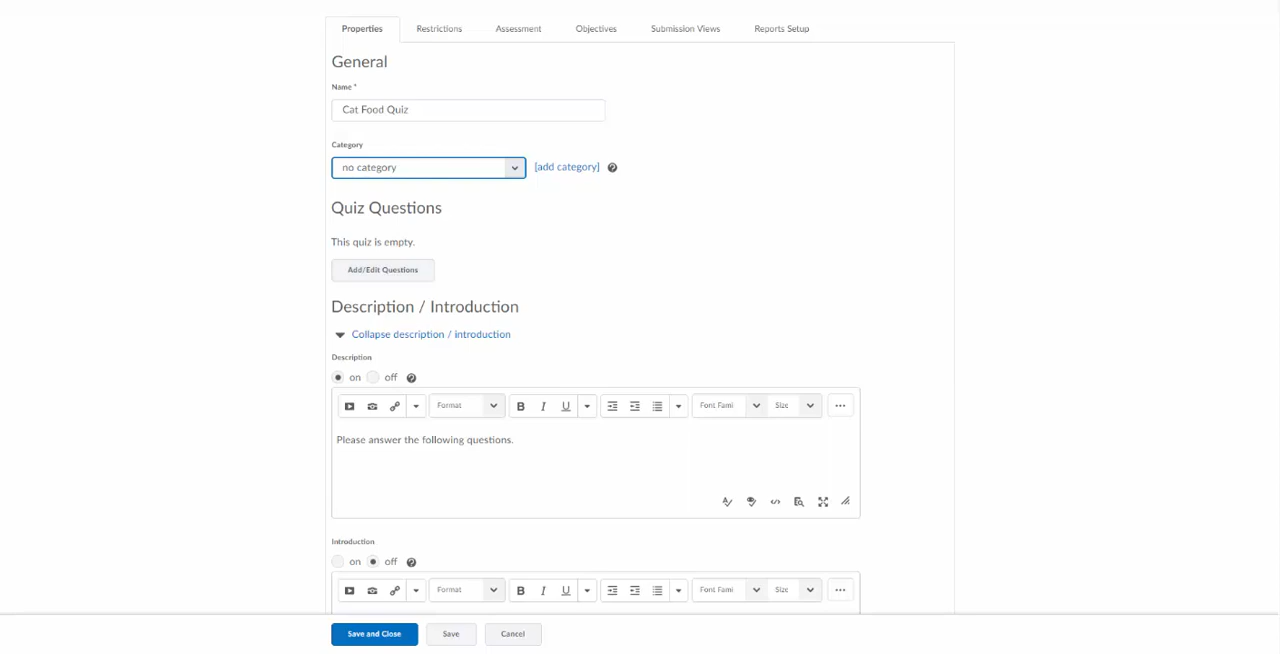 Properties Restrictions Assessment Objectives Submission Views Reports Setup
General
Name *
Cat Food Quiz
Category
no category [add category]
Quiz Questions
This quiz is empty.
Add/Edit Questions
Description / Introduction
Collapse description / introduction
Description
on off
Format B I U Font Fami Size
Please answer the following questions.
Introduction
on off
Format B I U Font Fami Size
Save and Close Save Cancel